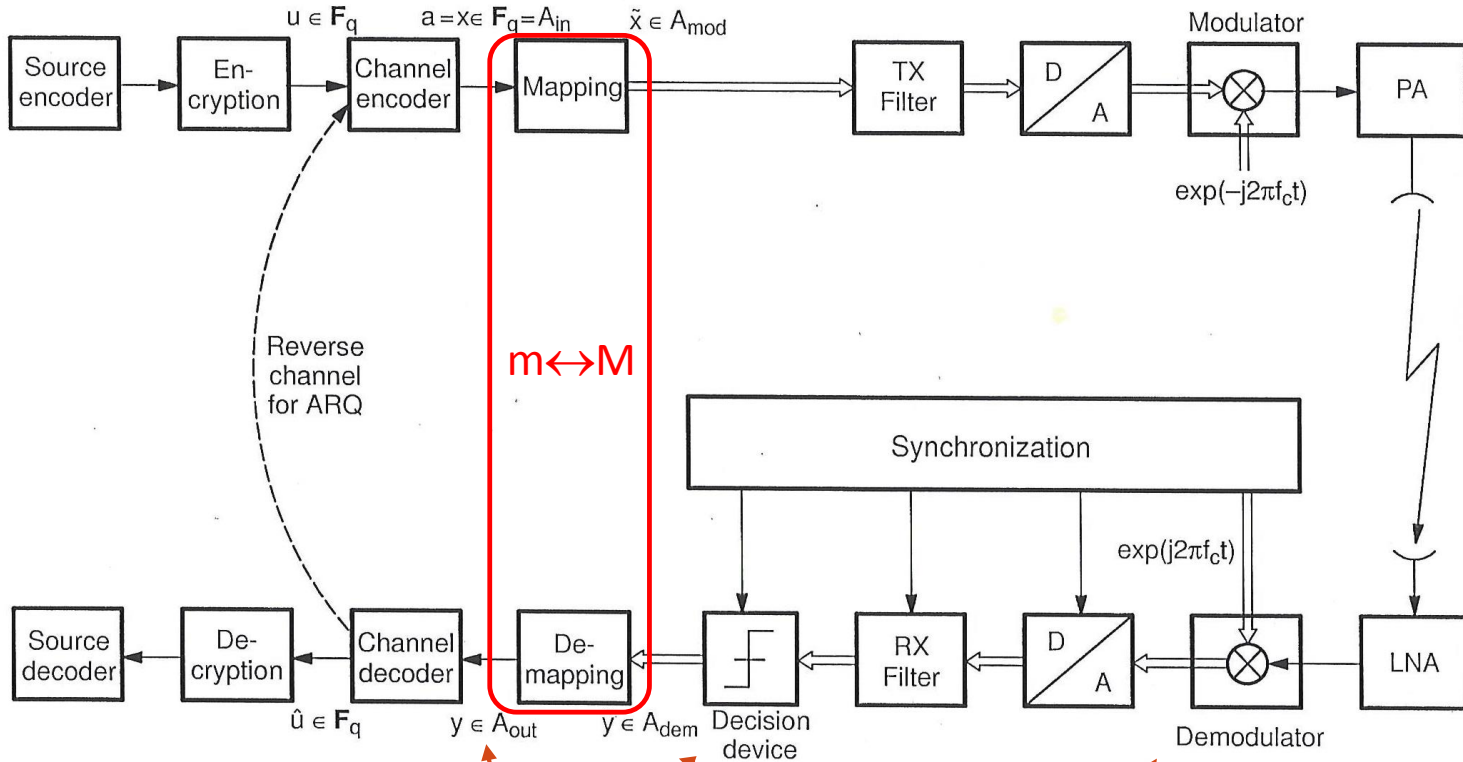 u ∈ F_q
a = x ∈ F_q = A_in
x̃ ∈ A_mod
Modulator
Source
encoder
En-
cryption
Channel
encoder
Mapping
TX
Filter
D
A
PA
exp(–j2πf_ct)
Reverse
channel
for ARQ
m↔M
Synchronization
exp(j2πf_ct)
Source
decoder
De-
cryption
Channel
decoder
De-
mapping
RX
Filter
D
A
LNA
û ∈ F_q
y ∈ A_out
y ∈ A_dem
Decision
device
Demodulator